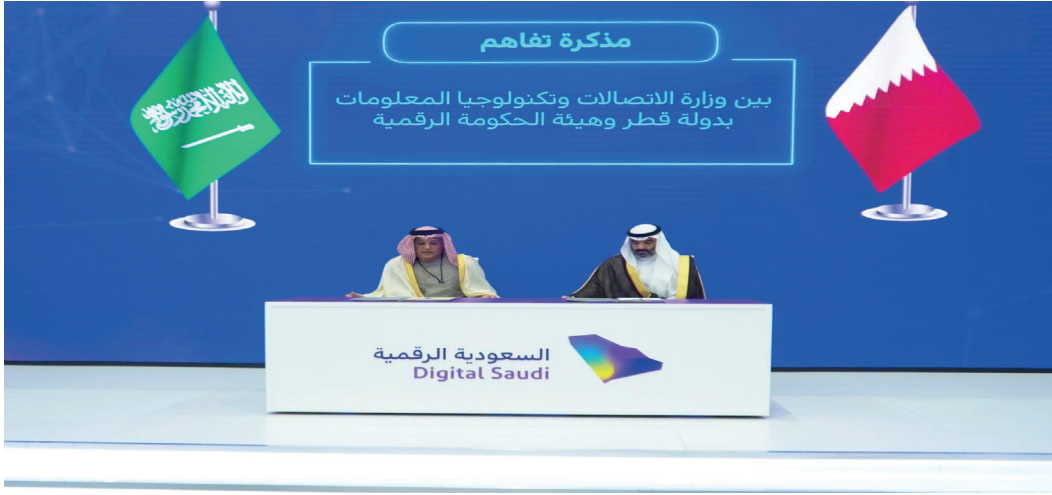 مذكرة تفاهم
بين وزارة الاتصالات وتكنولوجيا المعلومات
بدولة قطر وهيئة الحكومة الرقمية
السعودية الرقمية
Digital Saudi